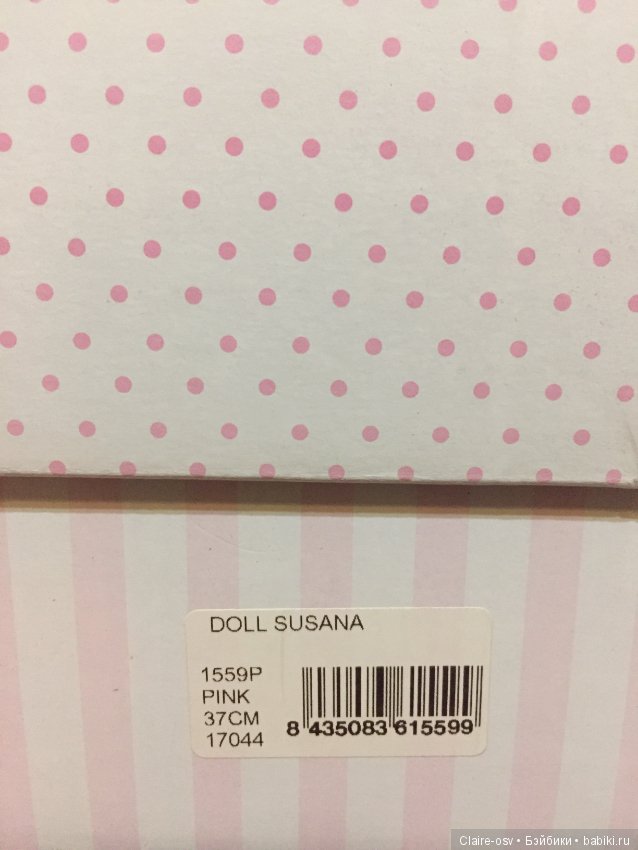 DOLL SUSANA
1559P
PINK
37CM
17044
8 435083 615599
Claire-osv • Бэйбики • babiki.ru